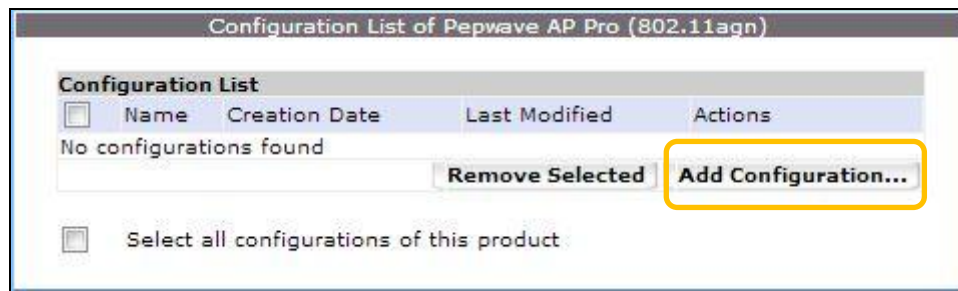 Configuration List of Pepwave AP Pro (802.11agn)
Configuration List
Name Creation Date Last Modified Actions
No configurations found
Remove Selected Add Configuration...
Select all configurations of this product